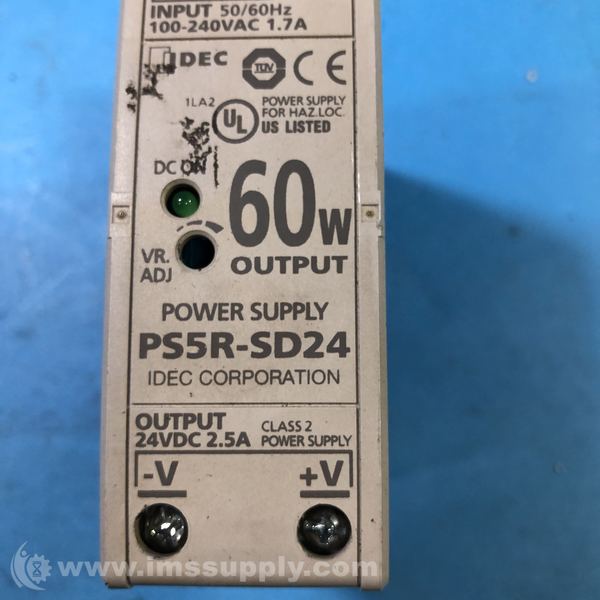 INPUT 50/60Hz
100-240VAC 1.7A
IDEC TÜV CE
1LA2 UL POWER SUPPLY
FOR HAZ.LOC.
US LISTED
DC ON
60W
OUTPUT
VR.
ADJ
POWER SUPPLY
PS5R-SD24
IDEC CORPORATION
OUTPUT CLASS 2
24VDC 2.5A POWER SUPPLY
-V +V
www.imssupply.com